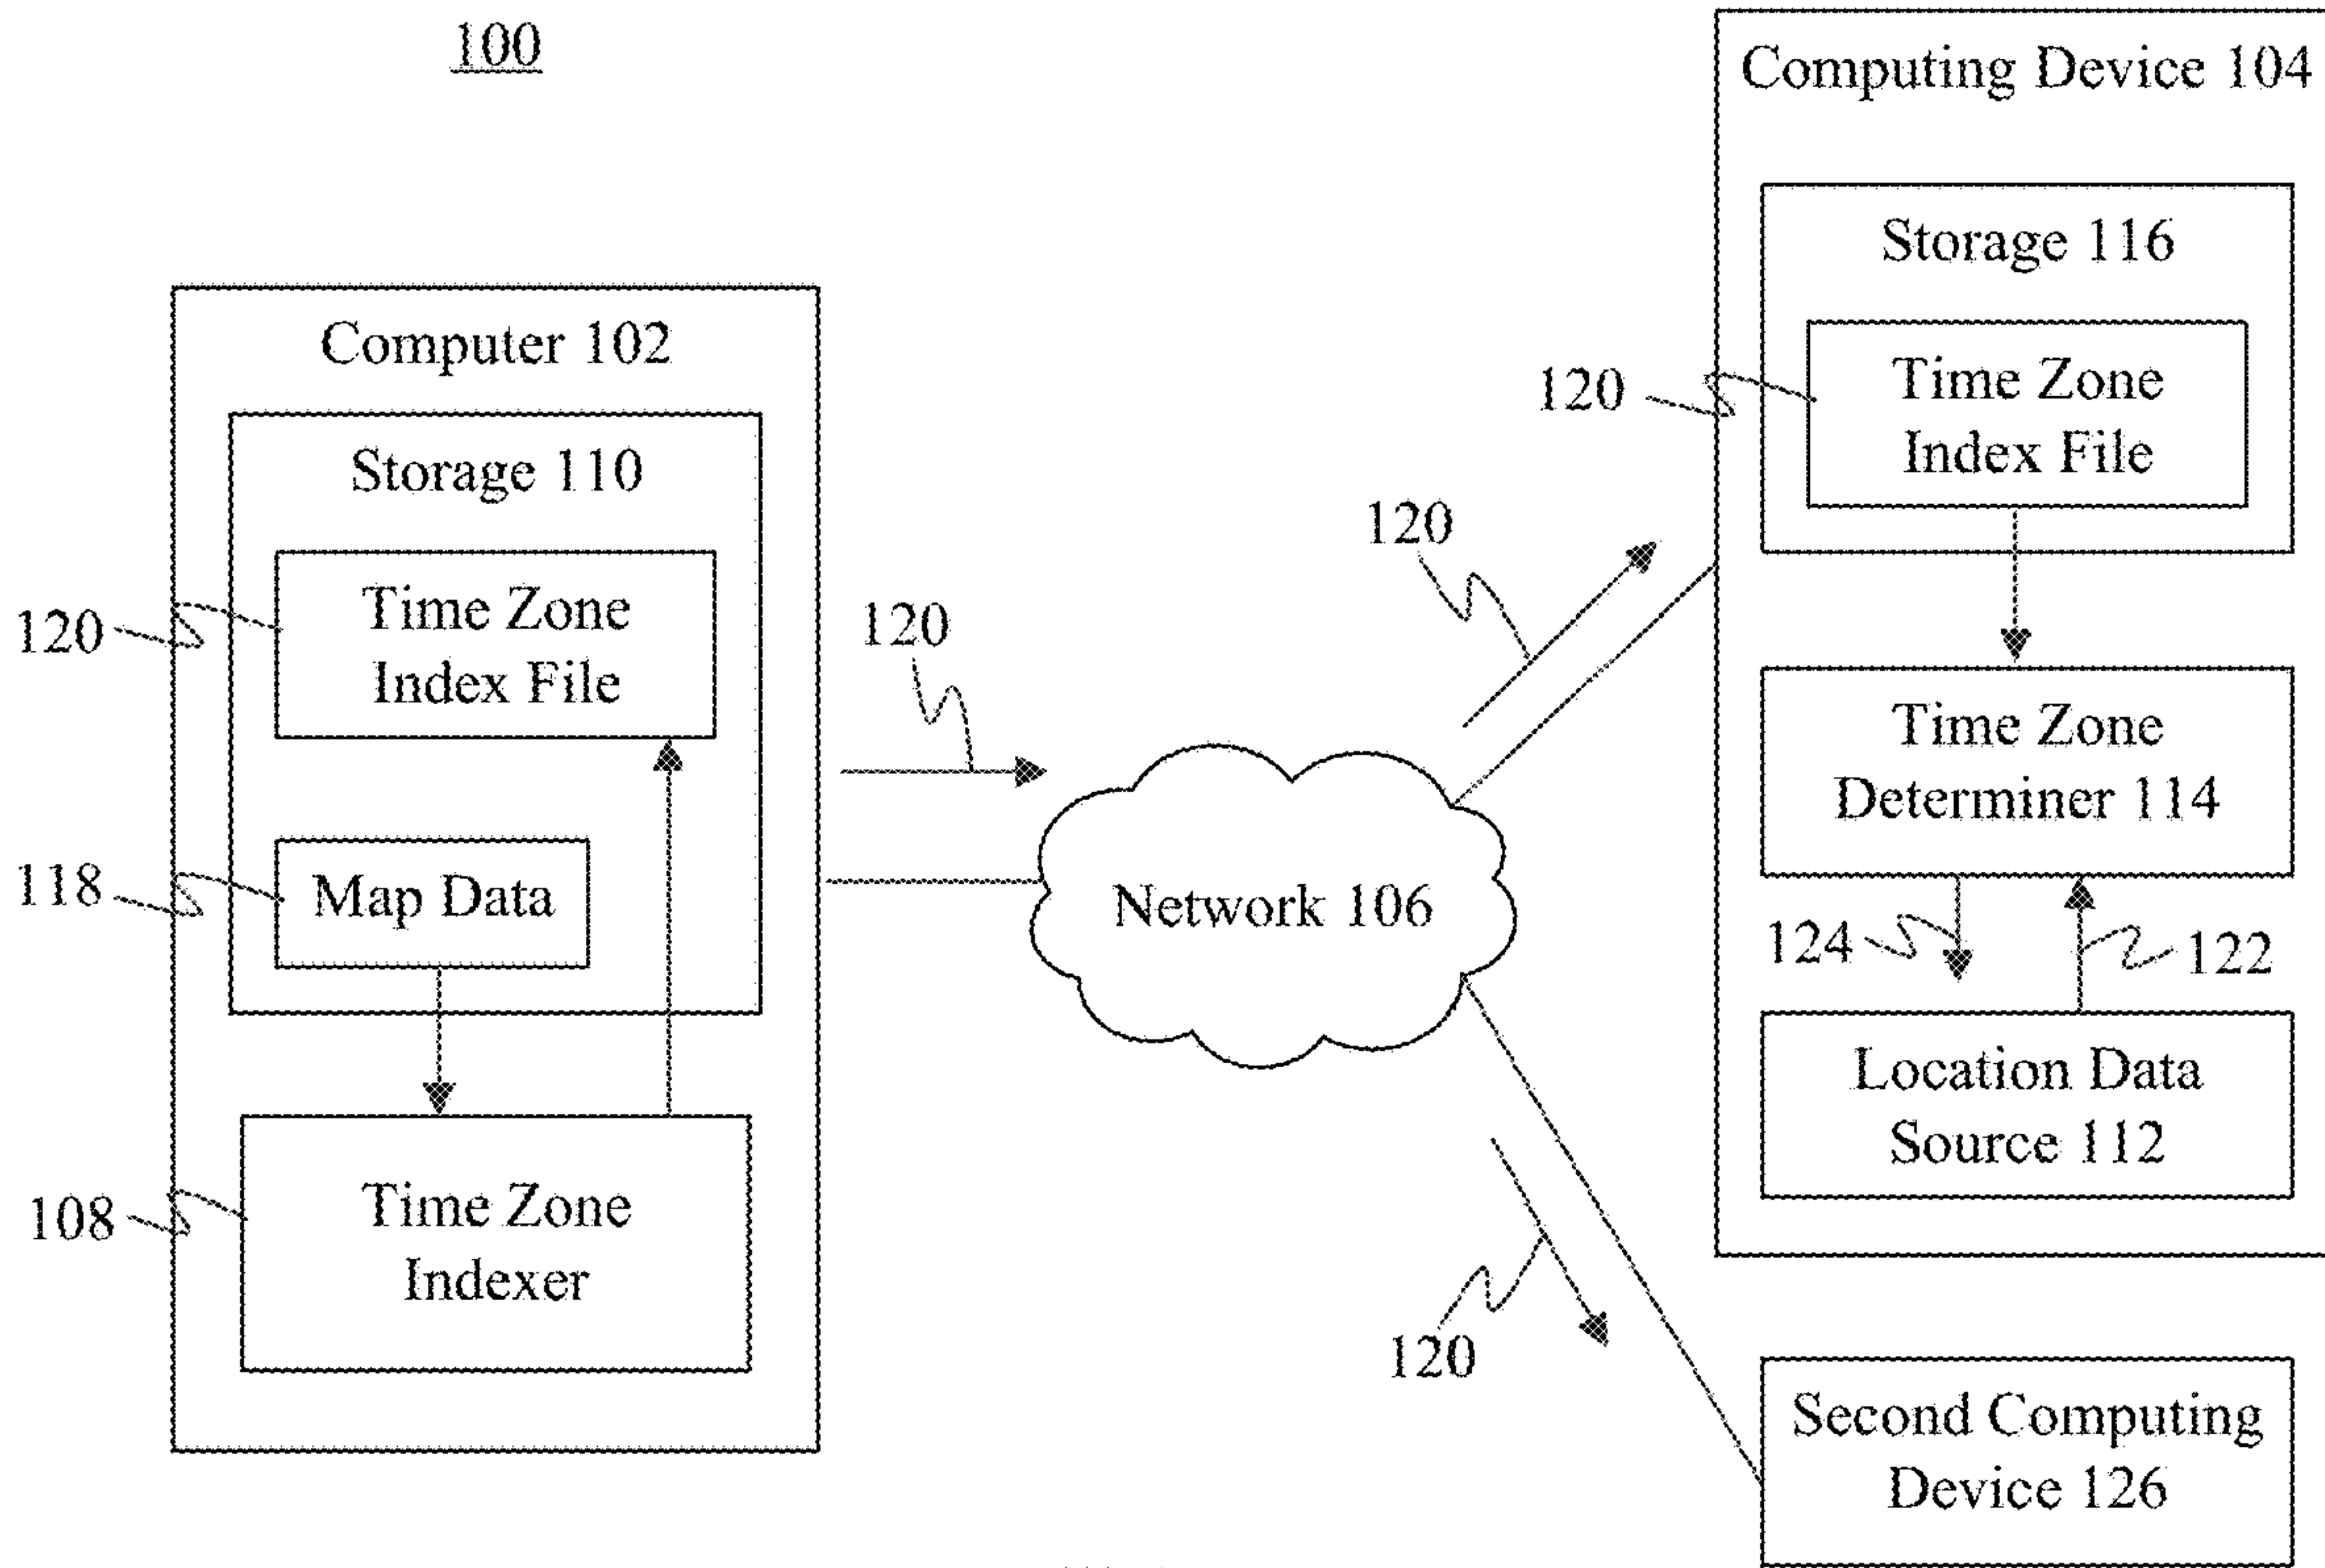 100
Computer 102
Storage 110
120
Time Zone
Index File
118
Map Data
108
Time Zone
Indexer
120
Network 106
120
120
Computing Device 104
Storage 116
120
Time Zone
Index File
Time Zone
Determiner 114
124
122
Location Data
Source 112
Second Computing
Device 126